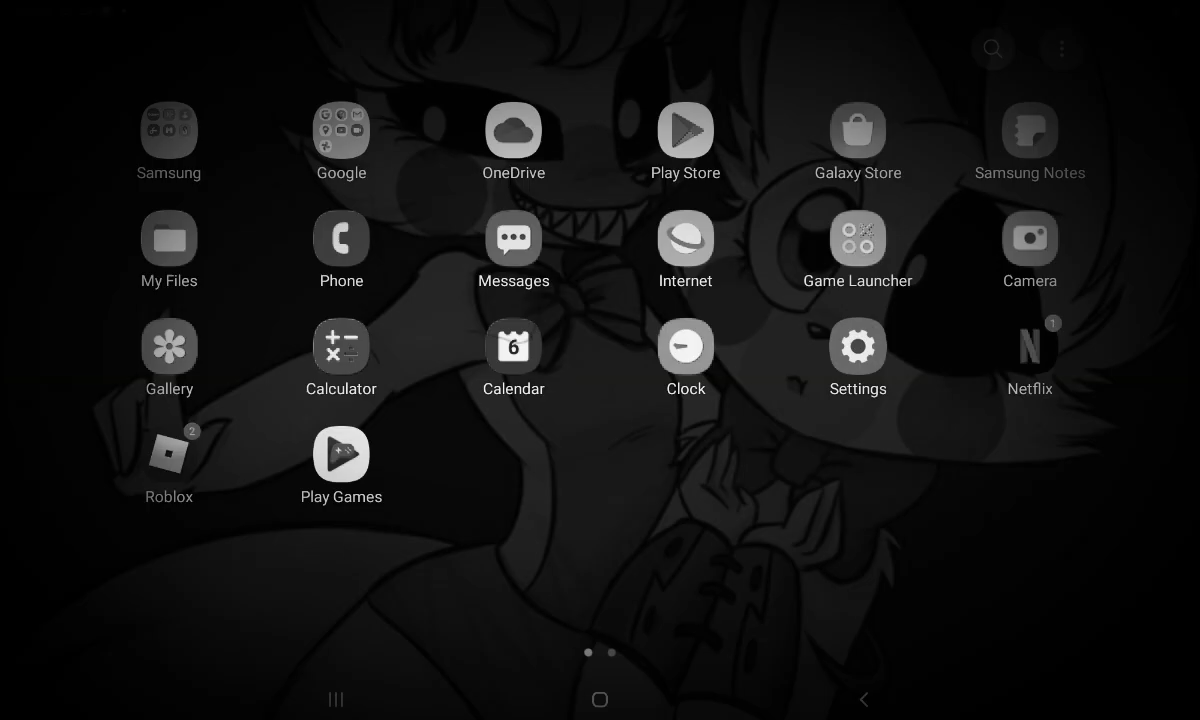 Samsung
Google
OneDrive
Play Store
Galaxy Store
Samsung Notes
My Files
Phone
Messages
Internet
Game Launcher
Camera
6
1
N
Gallery
Calculator
Calendar
Clock
Settings
Netflix
2
Roblox
Play Games